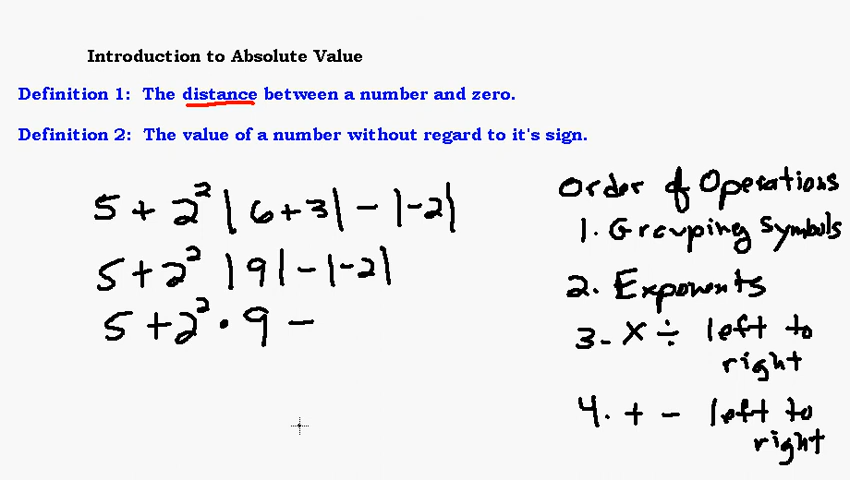 Introduction to Absolute Value
Definition 1: The distance between a number and zero.
Definition 2: The value of a number without regard to it's sign.
5 + 2² |6+3| - |-2|
5 + 2² |9| - |-2|
5 + 2² • 9 -
Order of Operations
1. Grouping Symbols
2. Exponents
3. × ÷ left to
right
4. + - left to
right